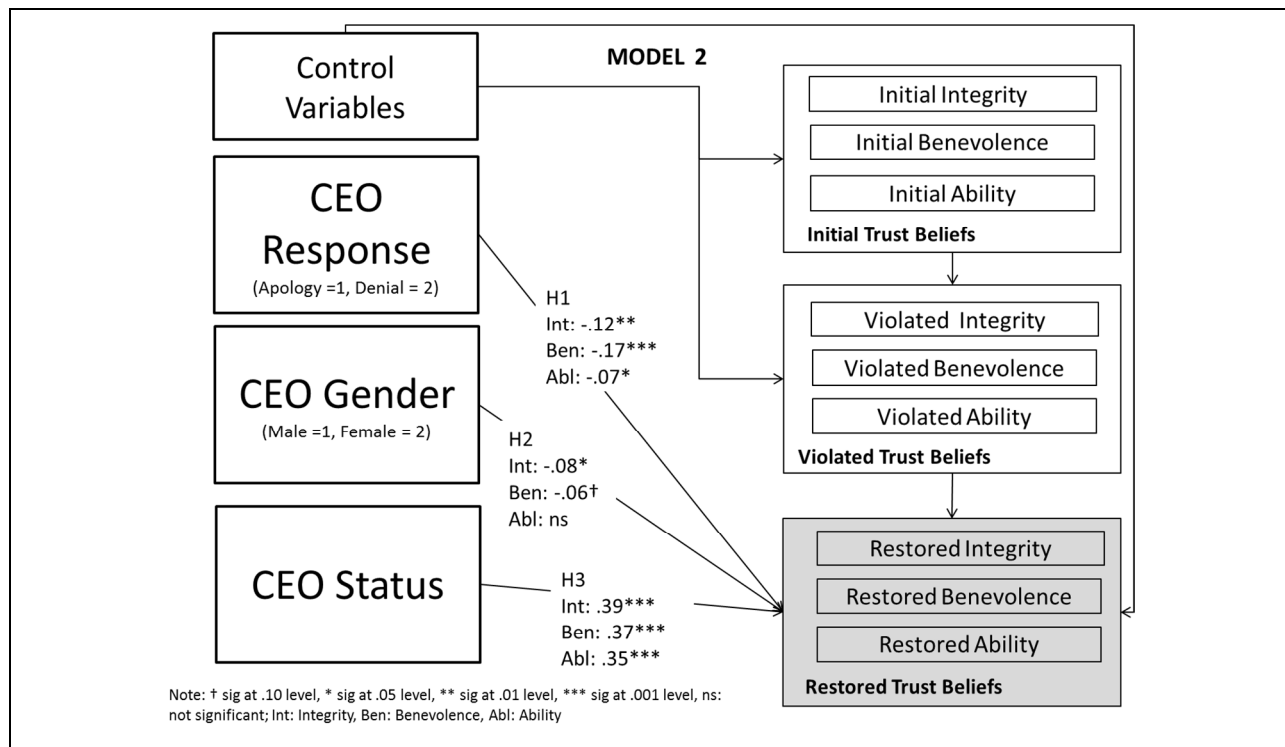 MODEL 2
Control
Variables
CEO
Response
(Apology =1, Denial = 2)
CEO Gender
(Male =1, Female = 2)
CEO Status
H1
Int: -.12**
Ben: -.17***
Abl: -.07*
H2
Int: -.08*
Ben: -.06†
Abl: ns
H3
Int: .39***
Ben: .37***
Abl: .35***
Initial Integrity
Initial Benevolence
Initial Ability
Initial Trust Beliefs
Violated Integrity
Violated Benevolence
Violated Ability
Violated Trust Beliefs
Restored Integrity
Restored Benevolence
Restored Ability
Restored Trust Beliefs
Note: † sig at .10 level, * sig at .05 level, ** sig at .01 level, *** sig at .001 level, ns:
not significant; Int: Integrity, Ben: Benevolence, Abl: Ability